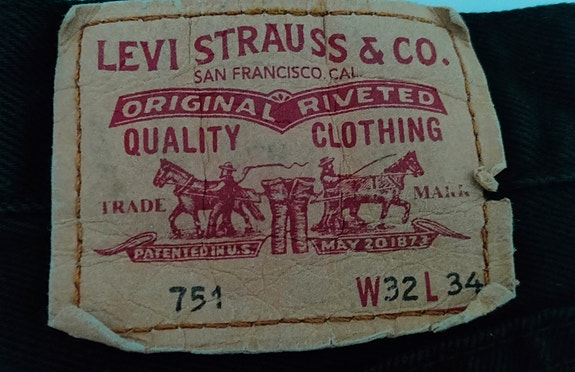 LEVI STRAUSS & CO.
SAN FRANCISCO, CAL.
ORIGINAL RIVETED
QUALITY CLOTHING
TRADE MARK
PATENTED IN U.S. MAY 20 1873
751 W32 L 34